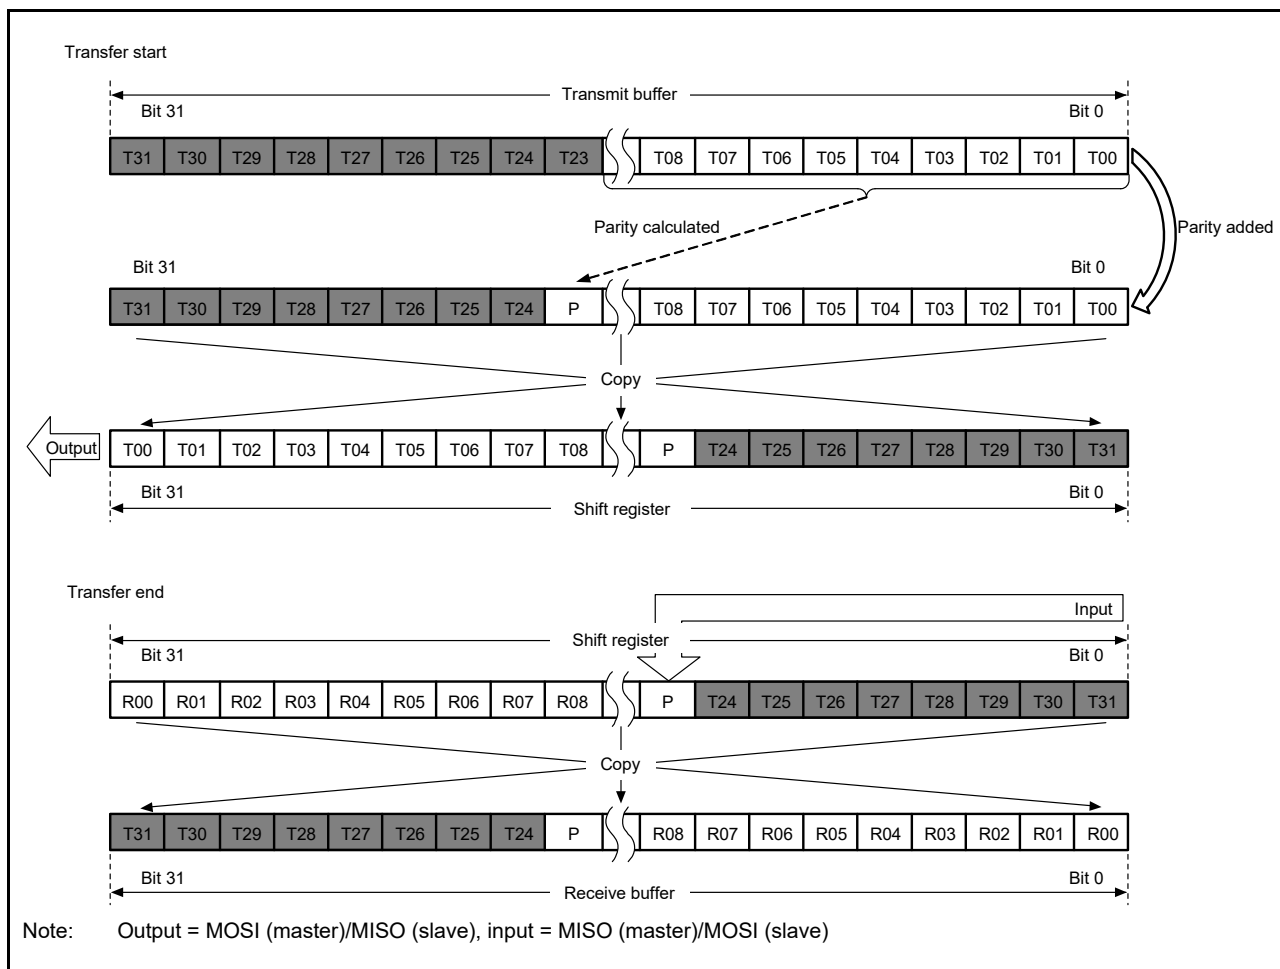 Transfer start
Transmit buffer
Bit 31 Bit 0
T31 T30 T29 T28 T27 T26 T25 T24 T23 T08 T07 T06 T05 T04 T03 T02 T01 T00
Parity calculated Parity added
Bit 31 Bit 0
T31 T30 T29 T28 T27 T26 T25 T24 P T08 T07 T06 T05 T04 T03 T02 T01 T00
Copy
Output T00 T01 T02 T03 T04 T05 T06 T07 T08 P T24 T25 T26 T27 T28 T29 T30 T31
Bit 31 Bit 0
Shift register
Transfer end
Input
Shift register
Bit 31 Bit 0
R00 R01 R02 R03 R04 R05 R06 R07 R08 P T24 T25 T26 T27 T28 T29 T30 T31
Copy
T31 T30 T29 T28 T27 T26 T25 T24 P R08 R07 R06 R05 R04 R03 R02 R01 R00
Bit 31 Bit 0
Receive buffer
Note: Output = MOSI (master)/MISO (slave), input = MISO (master)/MOSI (slave)